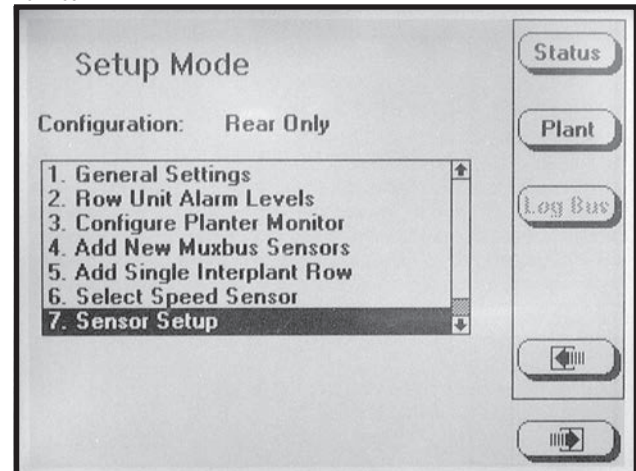 Setup Mode
Configuration: Rear Only
1. General Settings
2. Row Unit Alarm Levels
3. Configure Planter Monitor
4. Add New Muxbus Sensors
5. Add Single Interplant Row
6. Select Speed Sensor
7. Sensor Setup
Status
Plant
Log Bus